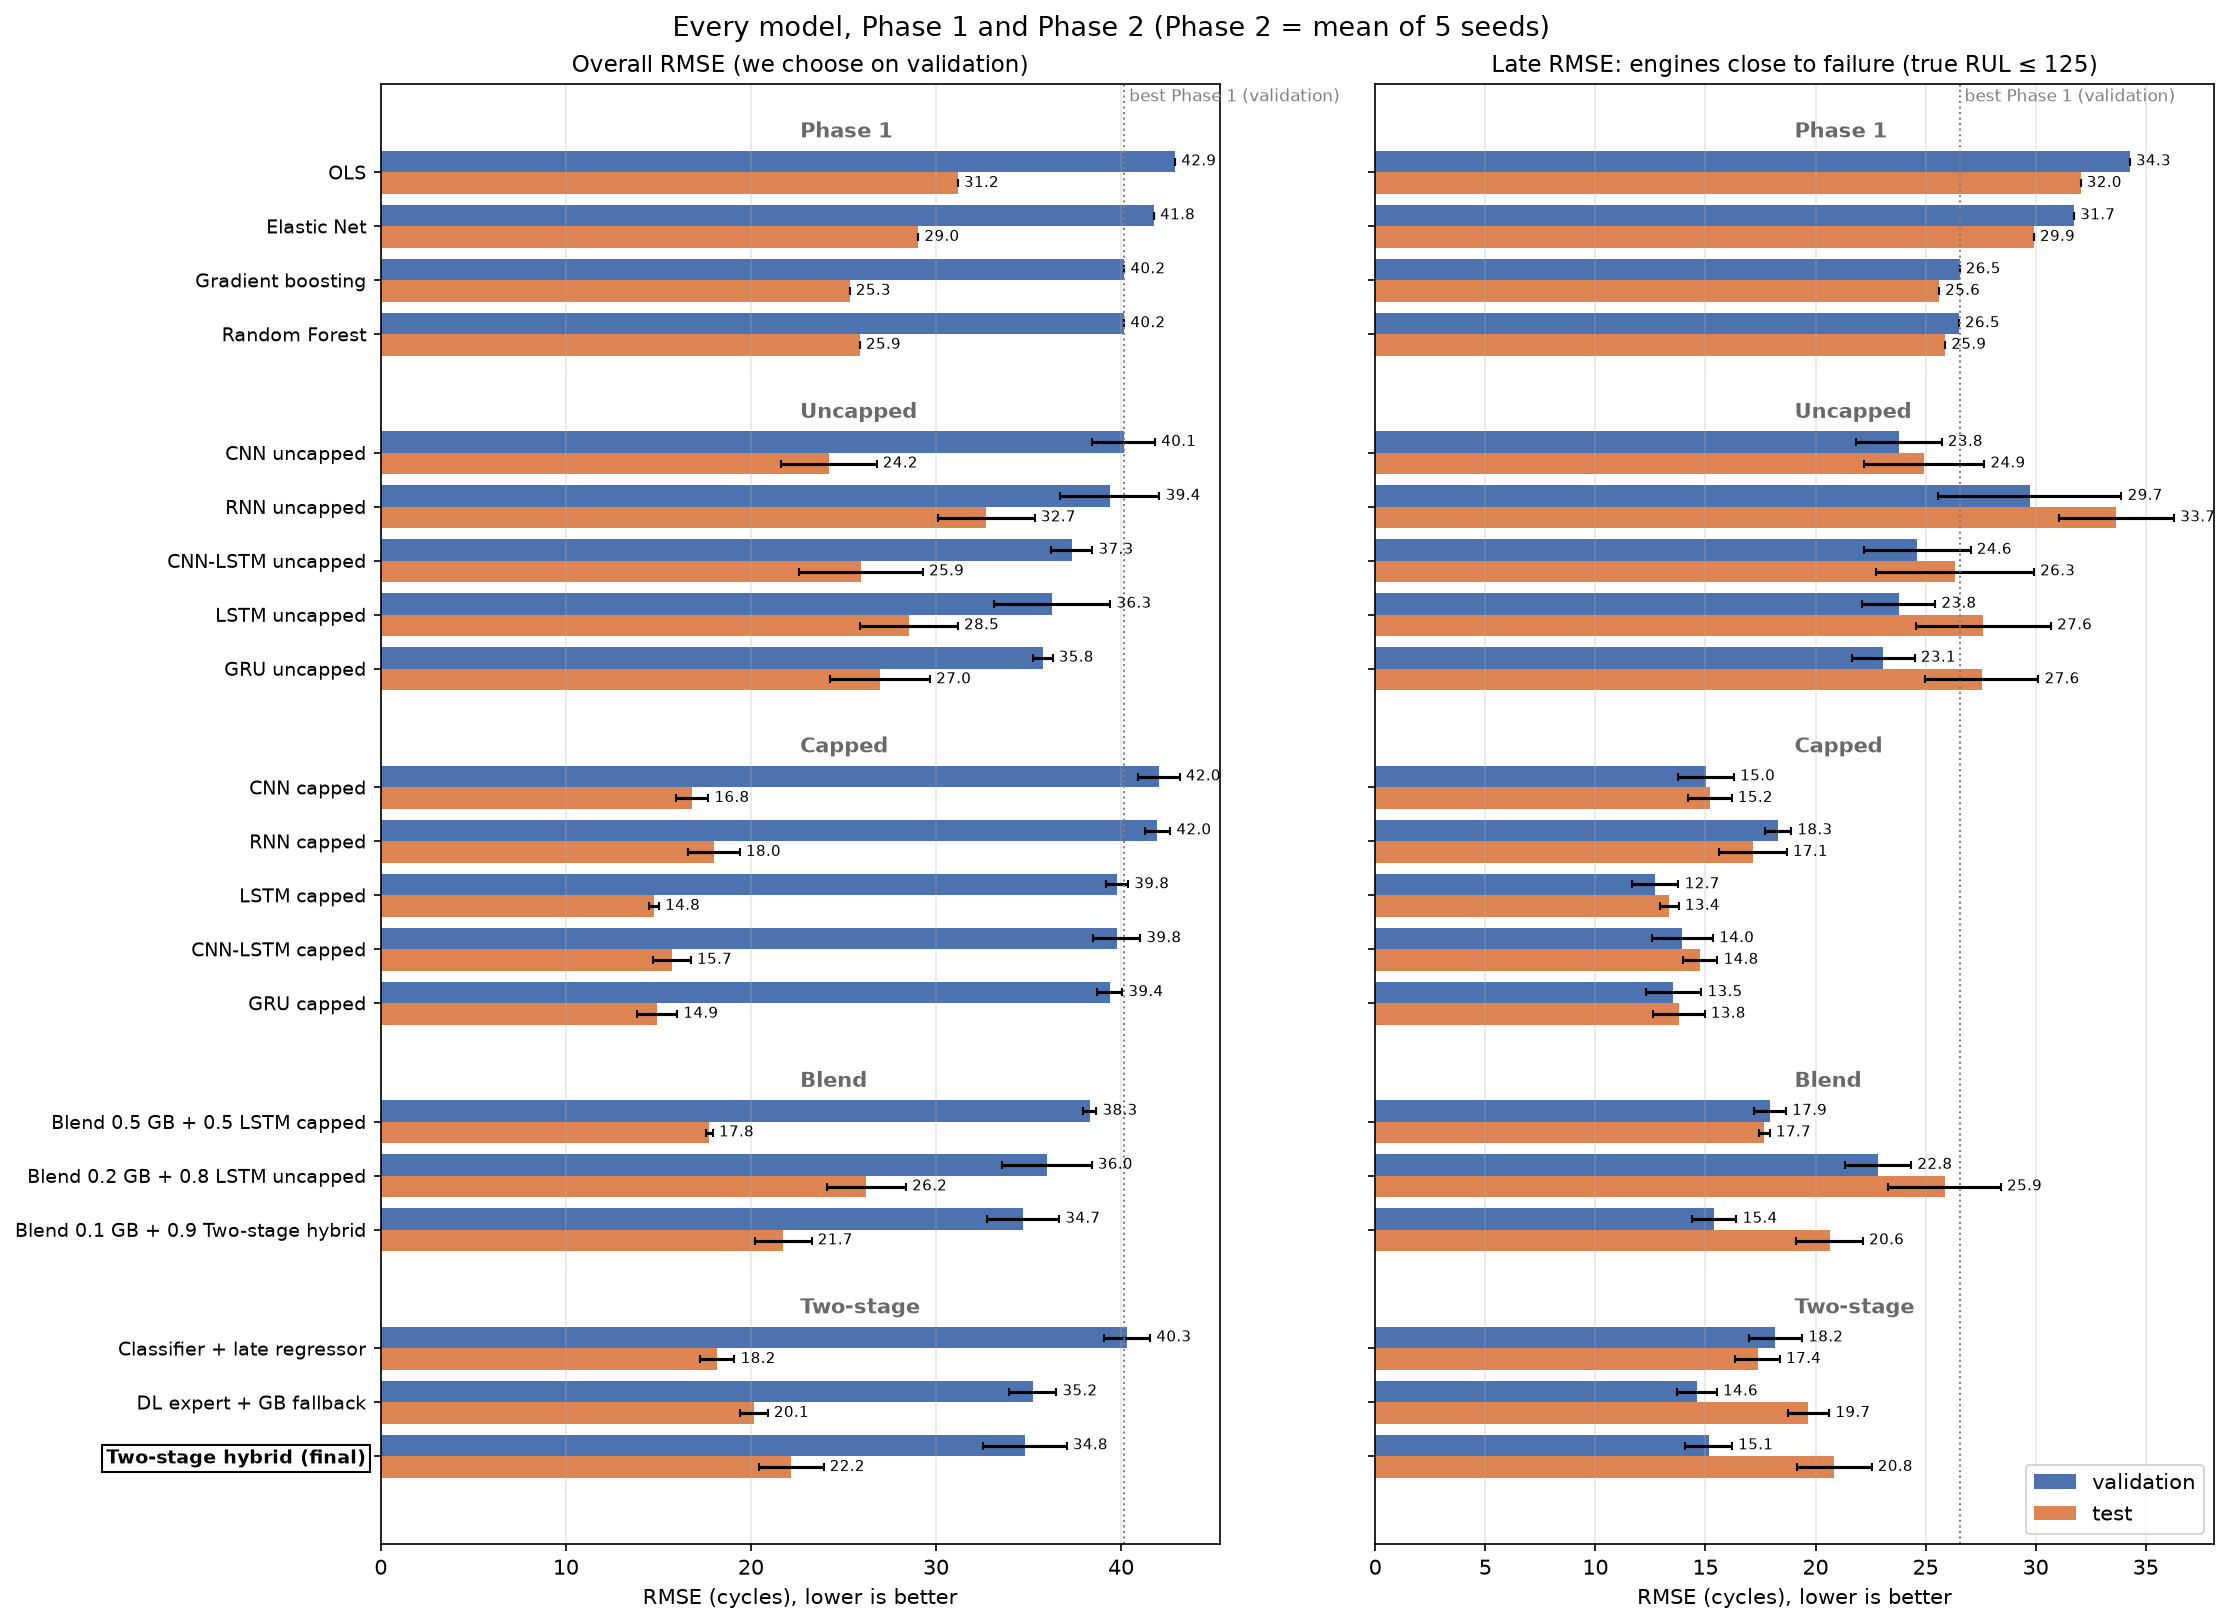 Every model, Phase 1 and Phase 2 (Phase 2 = mean of 5 seeds)
Overall RMSE (we choose on validation)
best Phase 1 (validation)
Phase 1
OLS
42.9
31.2
Elastic Net
41.8
29.0
Gradient boosting
40.2
25.3
Random Forest
40.2
25.9
Uncapped
CNN uncapped
40.1
24.2
RNN uncapped
39.4
32.7
CNN-LSTM uncapped
37.3
25.9
LSTM uncapped
36.3
28.5
GRU uncapped
35.8
27.0
Capped
CNN capped
42.0
16.8
RNN capped
42.0
18.0
LSTM capped
39.8
14.8
CNN-LSTM capped
39.8
15.7
GRU capped
39.4
14.9
Blend
Blend 0.5 GB + 0.5 LSTM capped
38.3
17.8
Blend 0.2 GB + 0.8 LSTM uncapped
36.0
26.2
Blend 0.1 GB + 0.9 Two-stage hybrid
34.7
21.7
Two-stage
Classifier + late regressor
40.3
18.2
DL expert + GB fallback
35.2
20.1
Two-stage hybrid (final)
34.8
22.2
0 10 20 30 40
RMSE (cycles), lower is better
Late RMSE: engines close to failure (true RUL ≤ 125)
best Phase 1 (validation)
Phase 1
34.3
32.0
31.7
29.9
26.5
25.6
26.5
25.9
Uncapped
23.8
24.9
29.7
33.7
24.6
26.3
23.8
27.6
23.1
27.6
Capped
15.0
15.2
18.3
17.1
12.7
13.4
14.0
14.8
13.5
13.8
Blend
17.9
17.7
22.8
25.9
15.4
20.6
Two-stage
18.2
17.4
14.6
19.7
15.1
20.8
validation
test
0 5 10 15 20 25 30 35
RMSE (cycles), lower is better